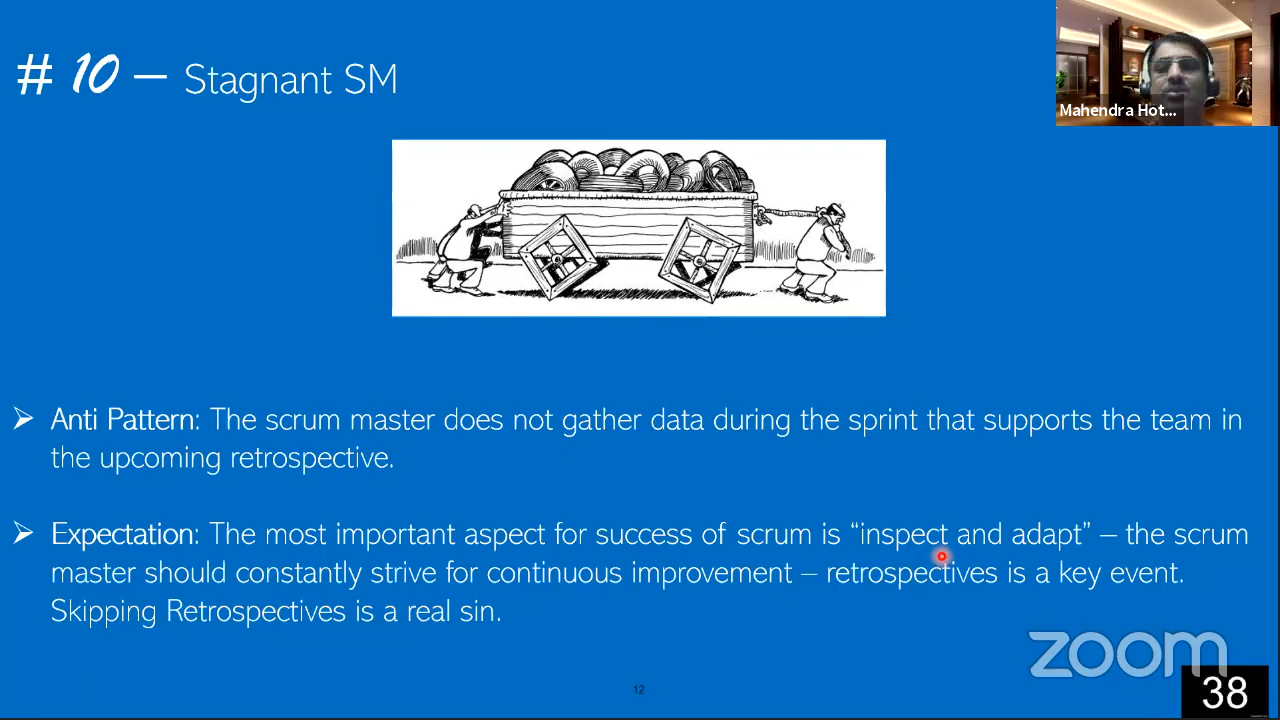 # 10 – Stagnant SM
Mahendra Hot...
➢ Anti Pattern: The scrum master does not gather data during the sprint that supports the team in
the upcoming retrospective.
➢ Expectation: The most important aspect for success of scrum is “inspect and adapt” – the scrum
master should constantly strive for continuous improvement – retrospectives is a key event.
Skipping Retrospectives is a real sin.
zoom
12
38